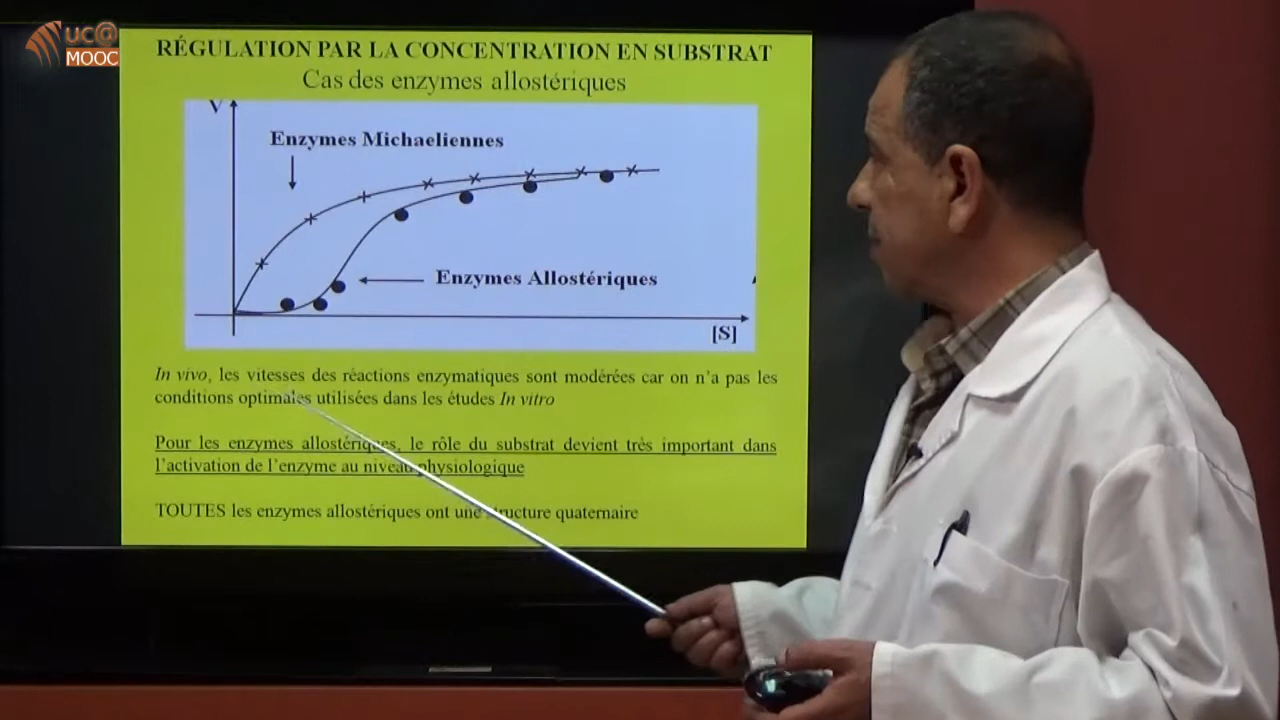 UC@
MOOC
RÉGULATION PAR LA CONCENTRATION EN SUBSTRAT
Cas des enzymes allostériques
V
Enzymes Michaeliennes
Enzymes Allostériques
[S]
In vivo, les vitesses des réactions enzymatiques sont modérées car on n’a pas les
conditions optimales utilisées dans les études In vitro
Pour les enzymes allostériques, le rôle du substrat devient très important dans
l’activation de l’enzyme au niveau physiologique
TOUTES les enzymes allostériques ont une structure quaternaire